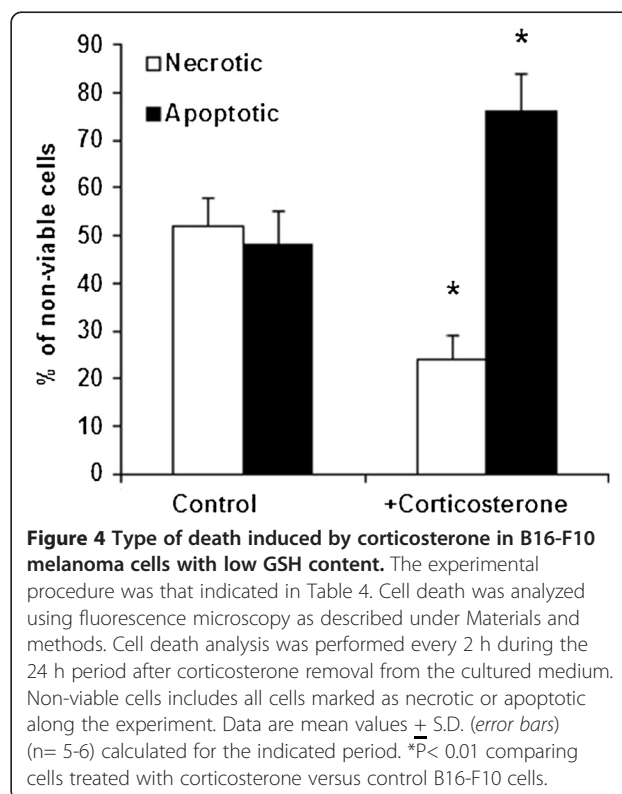 90
80
70
60
50
40
30
20
10
0
% of non-viable cells
Necrotic
Apoptotic
*
*
Control
+Corticosterone
Figure 4 Type of death induced by corticosterone in B16-F10
melanoma cells with low GSH content. The experimental
procedure was that indicated in Table 4. Cell death was analyzed
using fluorescence microscopy as described under Materials and
methods. Cell death analysis was performed every 2 h during the
24 h period after corticosterone removal from the cultured medium.
Non-viable cells includes all cells marked as necrotic or apoptotic
along the experiment. Data are mean values ± S.D. (error bars)
(n= 5-6) calculated for the indicated period. *P< 0.01 comparing
cells treated with corticosterone versus control B16-F10 cells.